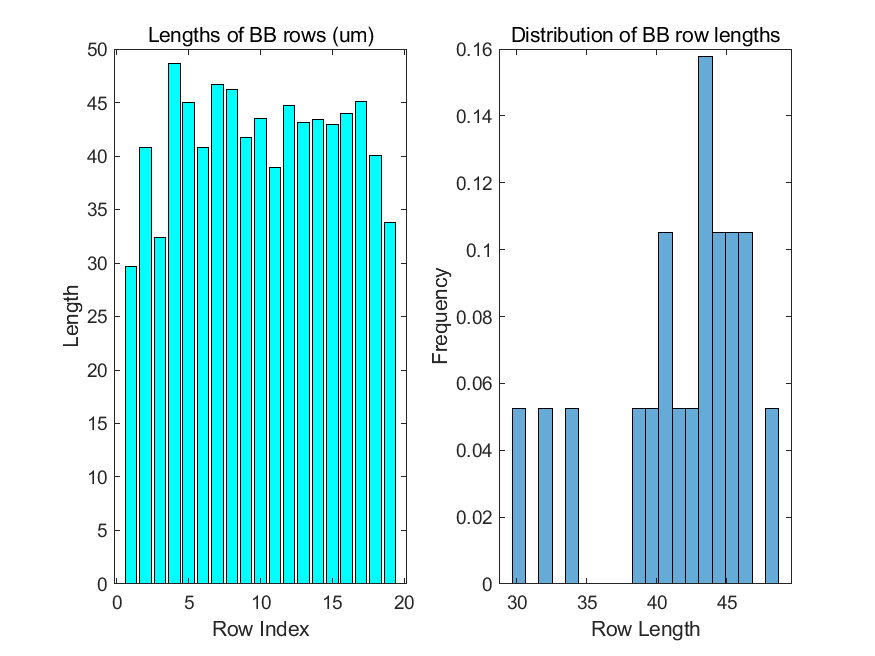 Lengths of BB rows (um)
50
45
40
35
30
25
20
15
10
5
0
Length
0 5 10 15 20
Row Index
Distribution of BB row lengths
0.16
0.14
0.12
0.1
0.08
0.06
0.04
0.02
0
Frequency
30 35 40 45
Row Length